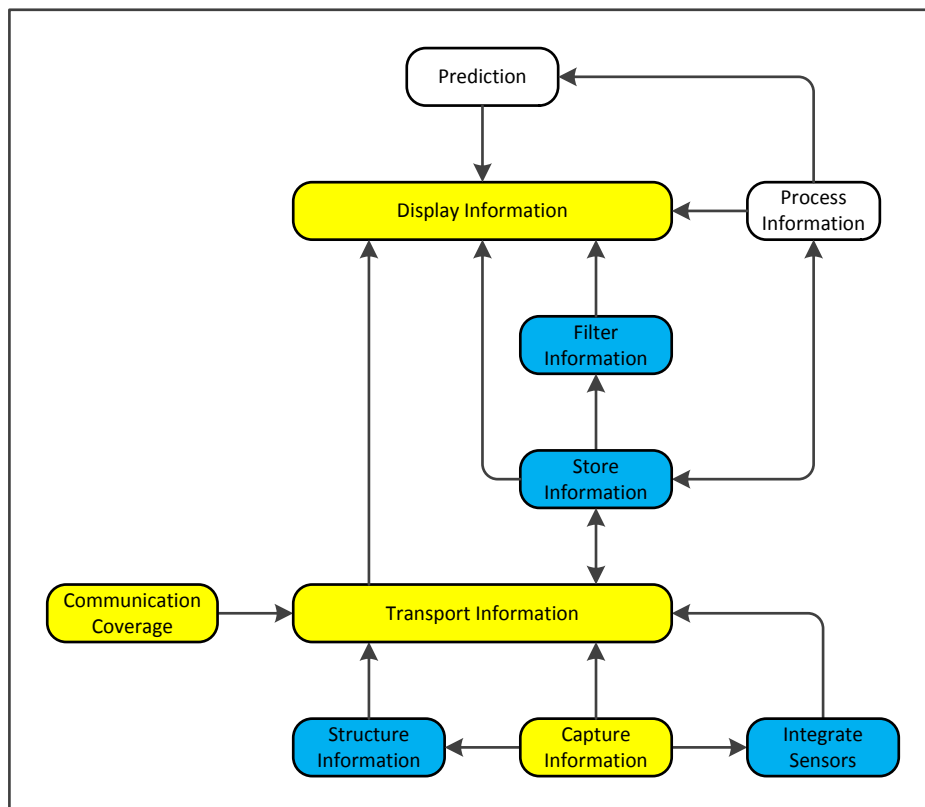 Prediction
Display Information
Process
Information
Filter
Information
Store
Information
Communication
Coverage
Transport Information
Structure
Information
Capture
Information
Integrate
Sensors